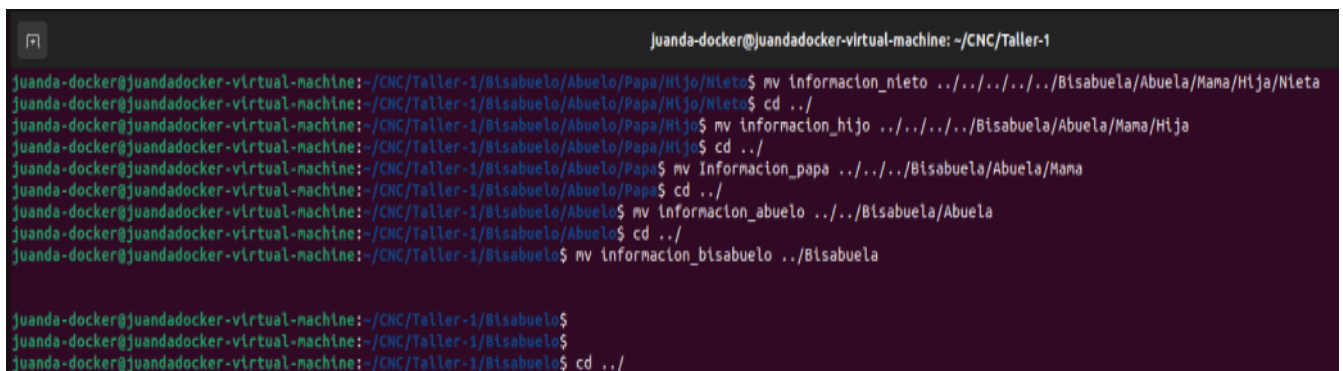 juanda-docker@juandadocker-virtual-machine: ~/CNC/Taller-1
juanda-docker@juandadocker-virtual-machine:~/CNC/Taller-1/Bisabuelo/Abuelo/Papa/Hijo/Nieto$ mv informacion_nieto ../../../../../Bisabuela/Abuela/Mama/Hija/Nieta
juanda-docker@juandadocker-virtual-machine:~/CNC/Taller-1/Bisabuelo/Abuelo/Papa/Hijo/Nieto$ cd ../
juanda-docker@juandadocker-virtual-machine:~/CNC/Taller-1/Bisabuelo/Abuelo/Papa/Hijo$ mv informacion_hijo ../../../../Bisabuela/Abuela/Mama/Hija
juanda-docker@juandadocker-virtual-machine:~/CNC/Taller-1/Bisabuelo/Abuelo/Papa/Hijo$ cd ../
juanda-docker@juandadocker-virtual-machine:~/CNC/Taller-1/Bisabuelo/Abuelo/Papa$ mv Informacion_papa ../../../Bisabuela/Abuela/Mama
juanda-docker@juandadocker-virtual-machine:~/CNC/Taller-1/Bisabuelo/Abuelo/Papa$ cd ../
juanda-docker@juandadocker-virtual-machine:~/CNC/Taller-1/Bisabuelo/Abuelo$ mv informacion_abuelo ../../Bisabuela/Abuela
juanda-docker@juandadocker-virtual-machine:~/CNC/Taller-1/Bisabuelo/Abuelo$ cd ../
juanda-docker@juandadocker-virtual-machine:~/CNC/Taller-1/Bisabuelo$ mv informacion_bisabuelo ../Bisabuela
juanda-docker@juandadocker-virtual-machine:~/CNC/Taller-1/Bisabuelo$
juanda-docker@juandadocker-virtual-machine:~/CNC/Taller-1/Bisabuelo$
juanda-docker@juandadocker-virtual-machine:~/CNC/Taller-1/Bisabuelo$ cd ../